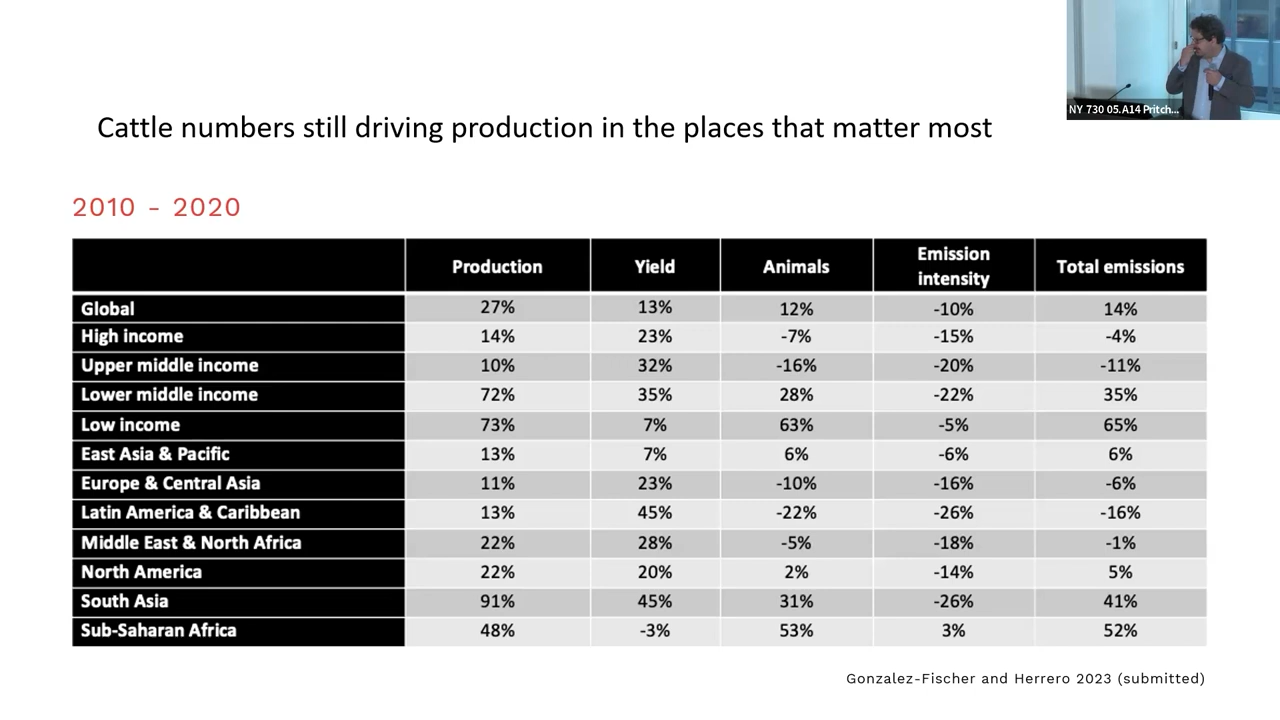 NY 730 05.A14 Pritch...
Cattle numbers still driving production in the places that matter most
2010 - 2020
Production Yield Animals Emission intensity Total emissions
Global 27% 13% 12% -10% 14%
High income 14% 23% -7% -15% -4%
Upper middle income 10% 32% -16% -20% -11%
Lower middle income 72% 35% 28% -22% 35%
Low income 73% 7% 63% -5% 65%
East Asia & Pacific 13% 7% 6% -6% 6%
Europe & Central Asia 11% 23% -10% -16% -6%
Latin America & Caribbean 13% 45% -22% -26% -16%
Middle East & North Africa 22% 28% -5% -18% -1%
North America 22% 20% 2% -14% 5%
South Asia 91% 45% 31% -26% 41%
Sub-Saharan Africa 48% -3% 53% 3% 52%
Gonzalez-Fischer and Herrero 2023 (submitted)